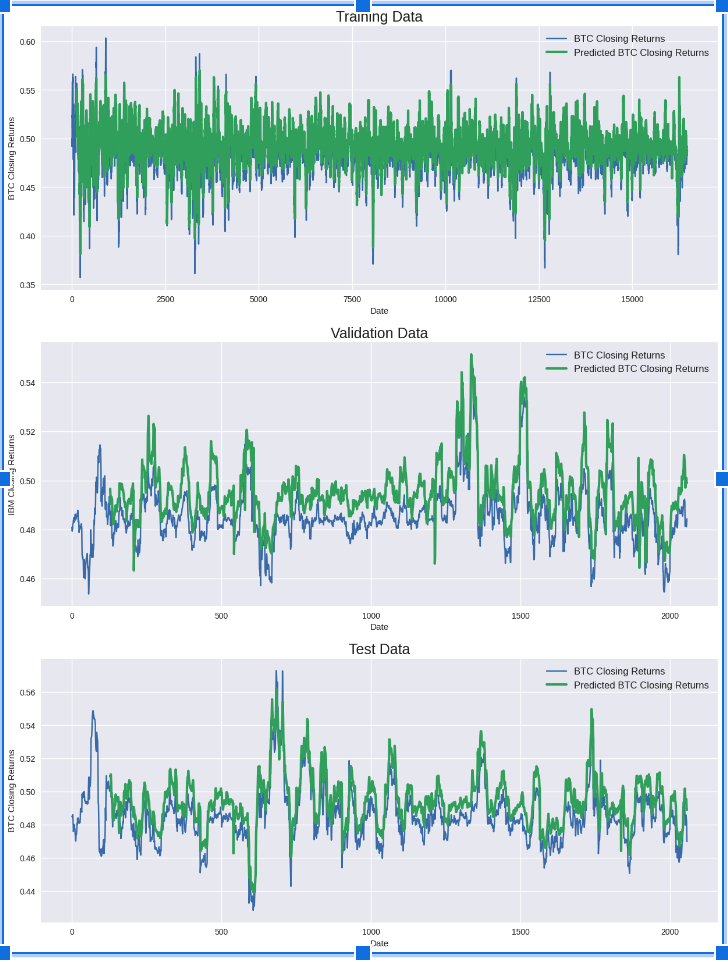 Training Data
BTC Closing Returns
Predicted BTC Closing Returns
BTC Closing Returns
0.60
0.55
0.50
0.45
0.40
0.35
0 2500 5000 7500 10000 12500 15000
Date
Validation Data
BTC Closing Returns
Predicted BTC Closing Returns
IBM Closing Returns
0.54
0.52
0.50
0.48
0.46
0 500 1000 1500 2000
Date
Test Data
BTC Closing Returns
Predicted BTC Closing Returns
BTC Closing Returns
0.56
0.54
0.52
0.50
0.48
0.46
0.44
0 500 1000 1500 2000
Date